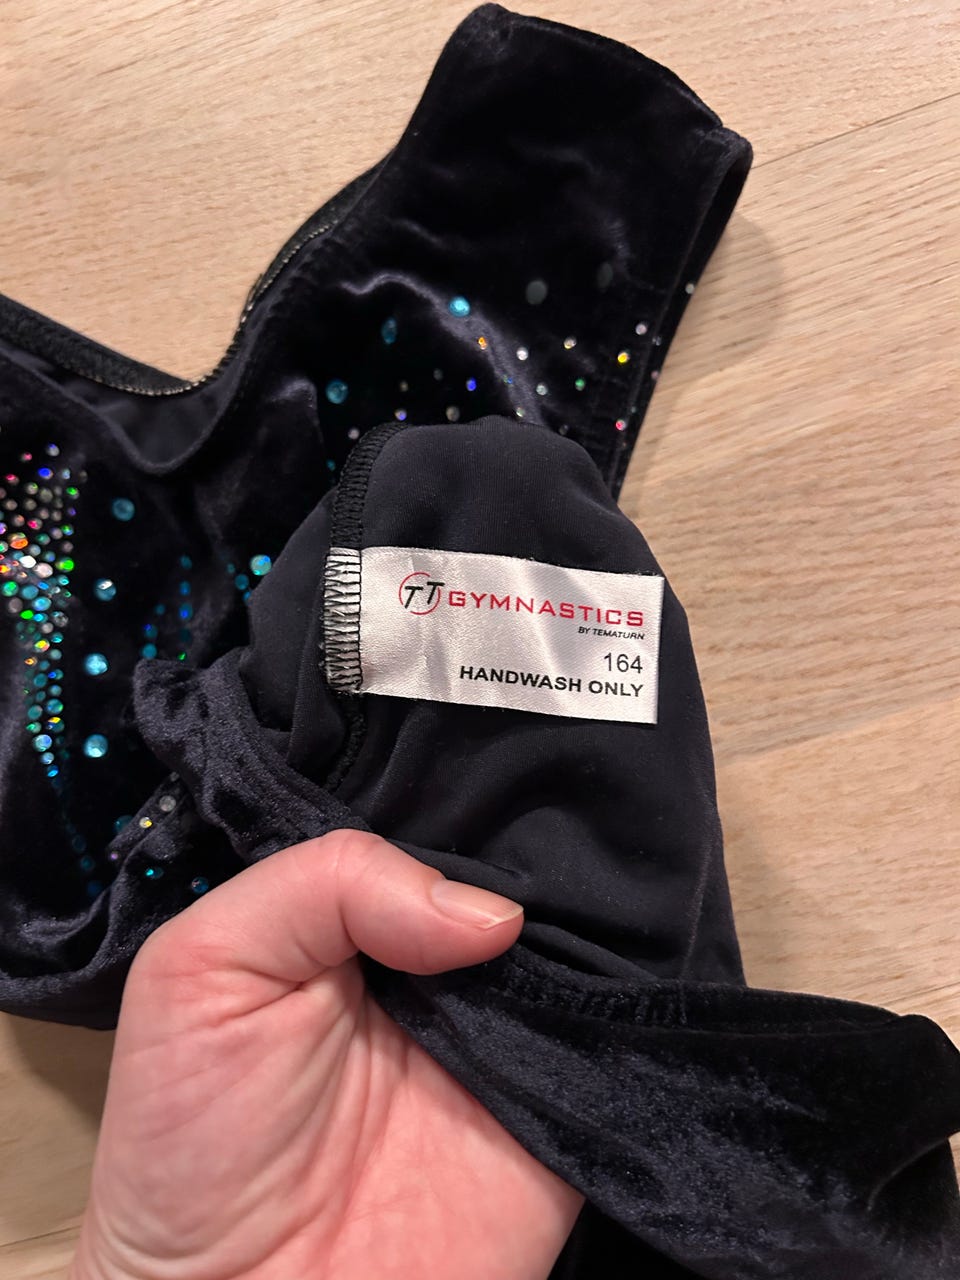 TT GYMNASTICS
BY TEMATURN
164
HANDWASH ONLY